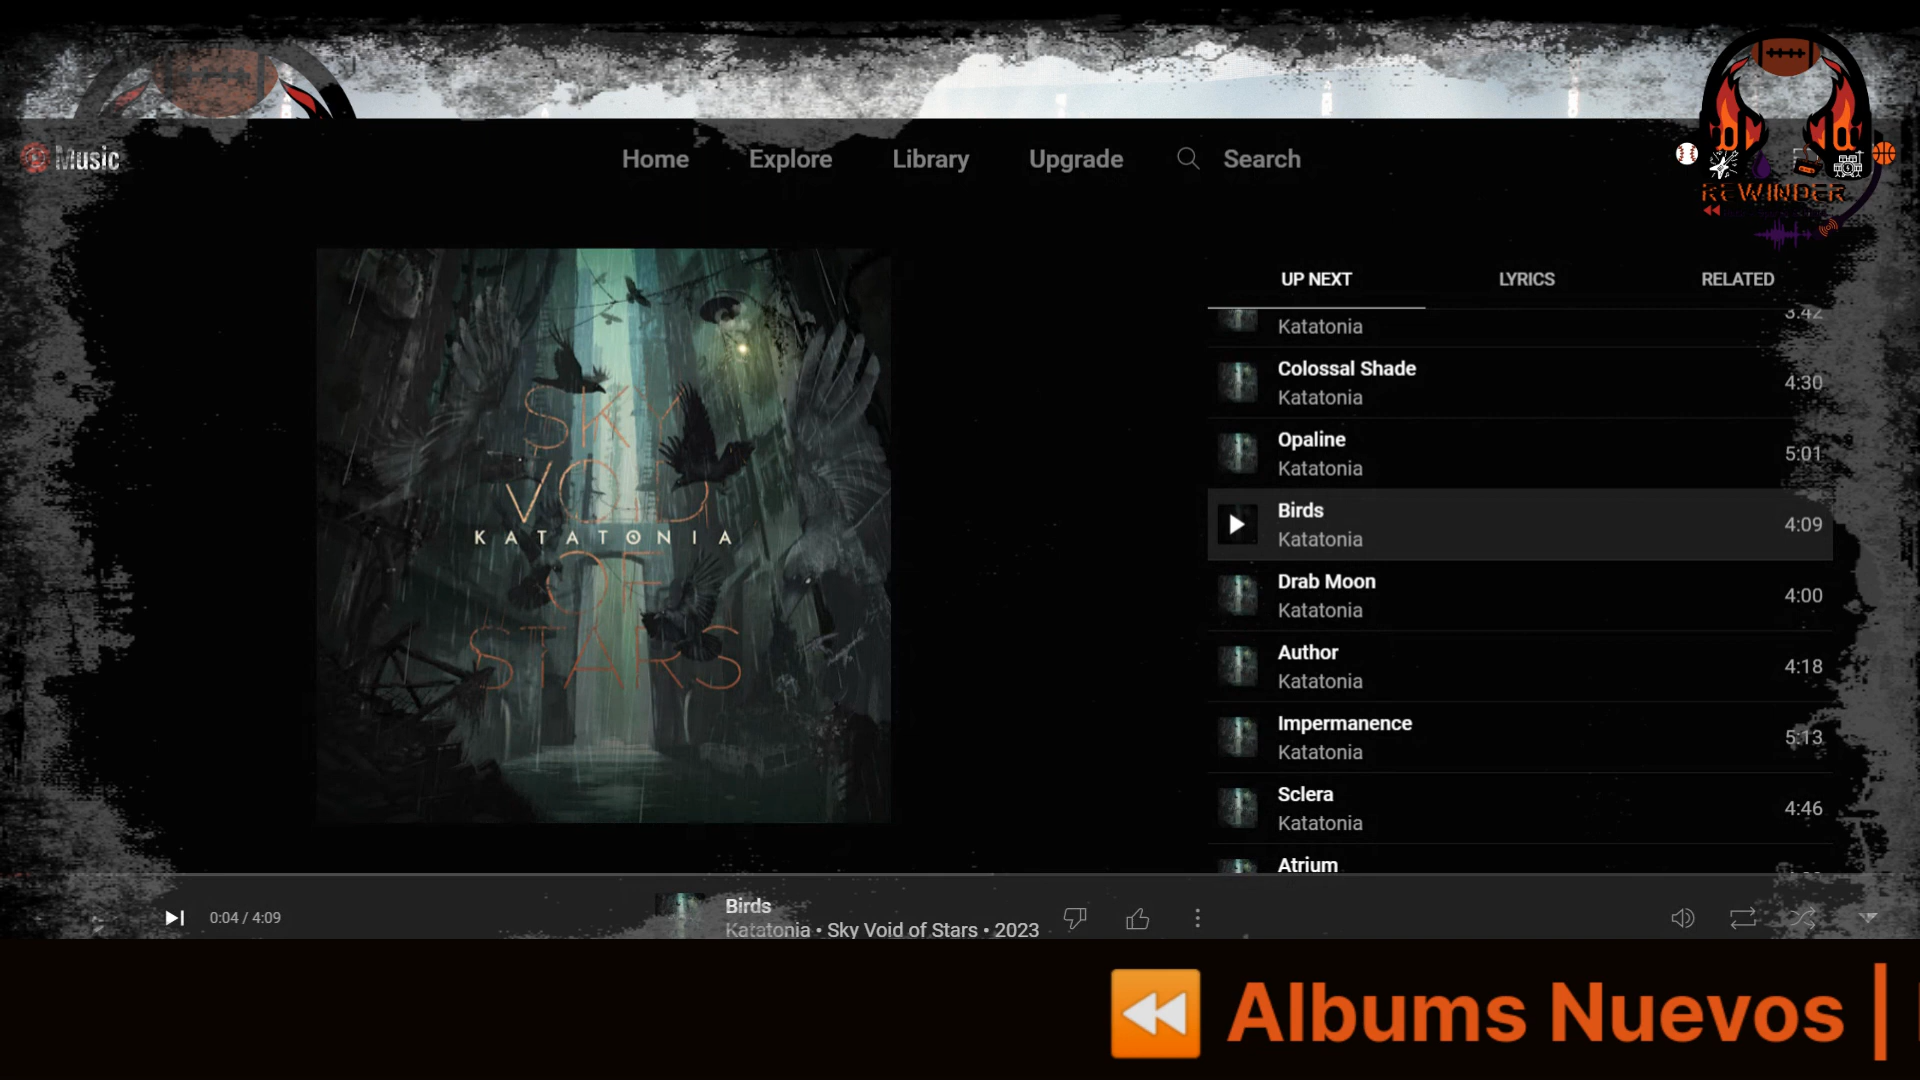 Music
Home
Explore
Library
Upgrade
Search
REWINDER
SKY
VOID
KATATONIA
OF
STARS
UP NEXT
LYRICS
RELATED
3:42
Katatonia
Colossal Shade
4:30
Katatonia
Opaline
5:01
Katatonia
Birds
4:09
Katatonia
Drab Moon
4:00
Katatonia
Author
4:18
Katatonia
Impermanence
5:13
Katatonia
Sclera
4:46
Katatonia
Atrium
0:04 / 4:09
Birds
Katatonia • Sky Void of Stars • 2023
Albums Nuevos |